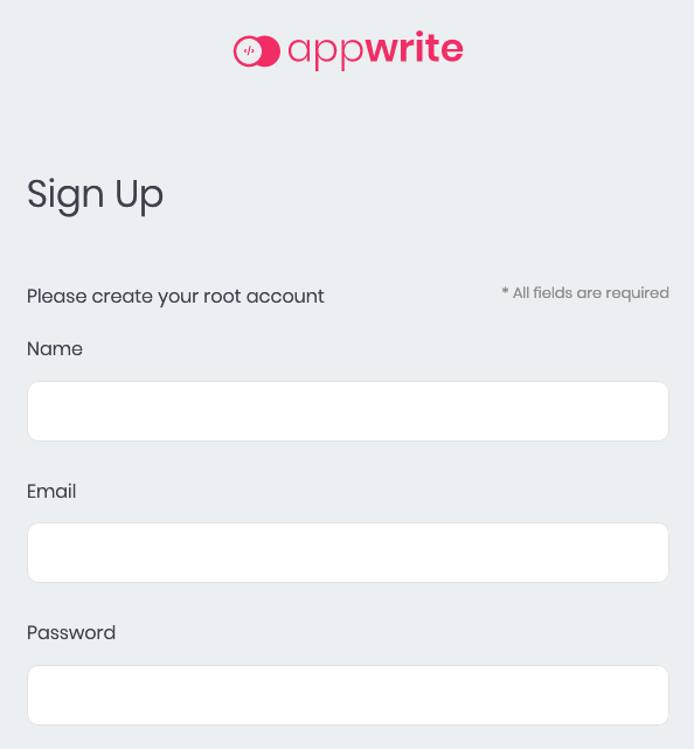 </> appwrite
Sign Up
Please create your root account * All fields are required
Name
Email
Password